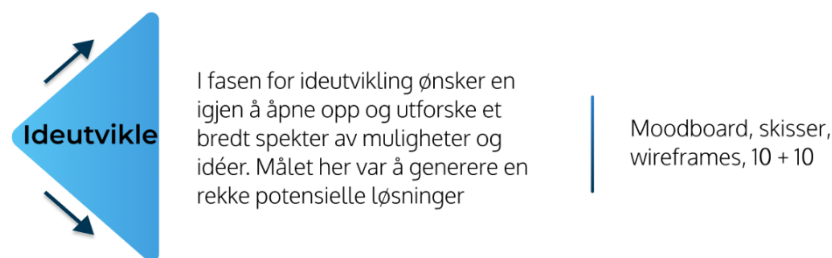 Ideutvikle
I fasen for ideutvikling ønsker en
igjen å åpne opp og utforske et
bredt spekter av muligheter og
idéer. Målet her var å generere en
rekke potensielle løsninger
Moodboard, skisser,
wireframes, 10 + 10